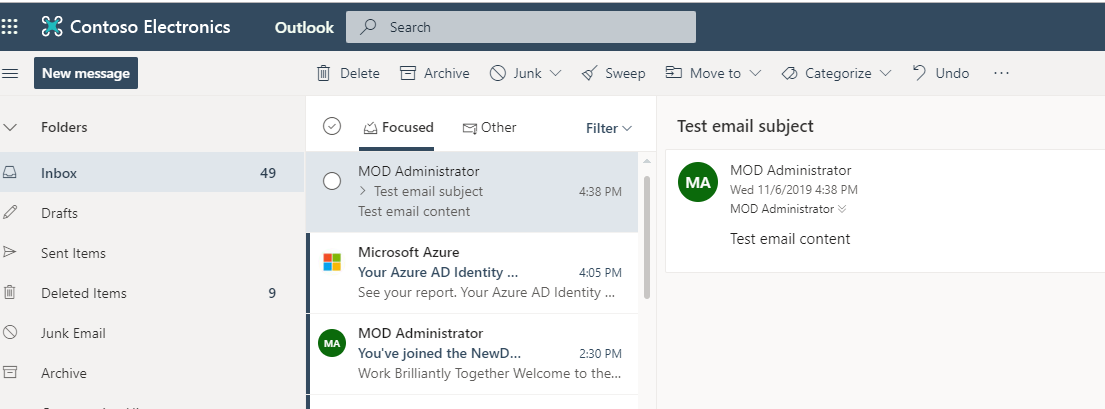 Contoso Electronics
Outlook
Search
New message
Delete
Archive
Junk
Sweep
Move to
Categorize
Undo
...
Folders
Inbox 49
Drafts
Sent Items
Deleted Items 9
Junk Email
Archive
Focused
Other
Filter
MOD Administrator
Test email subject 4:38 PM
Test email content
Microsoft Azure
Your Azure AD Identity ... 4:05 PM
See your report. Your Azure AD Identity ...
MA
MOD Administrator
You've joined the NewD... 2:30 PM
Work Brilliantly Together Welcome to the...
Test email subject
MA
MOD Administrator
Wed 11/6/2019 4:38 PM
MOD Administrator
Test email content